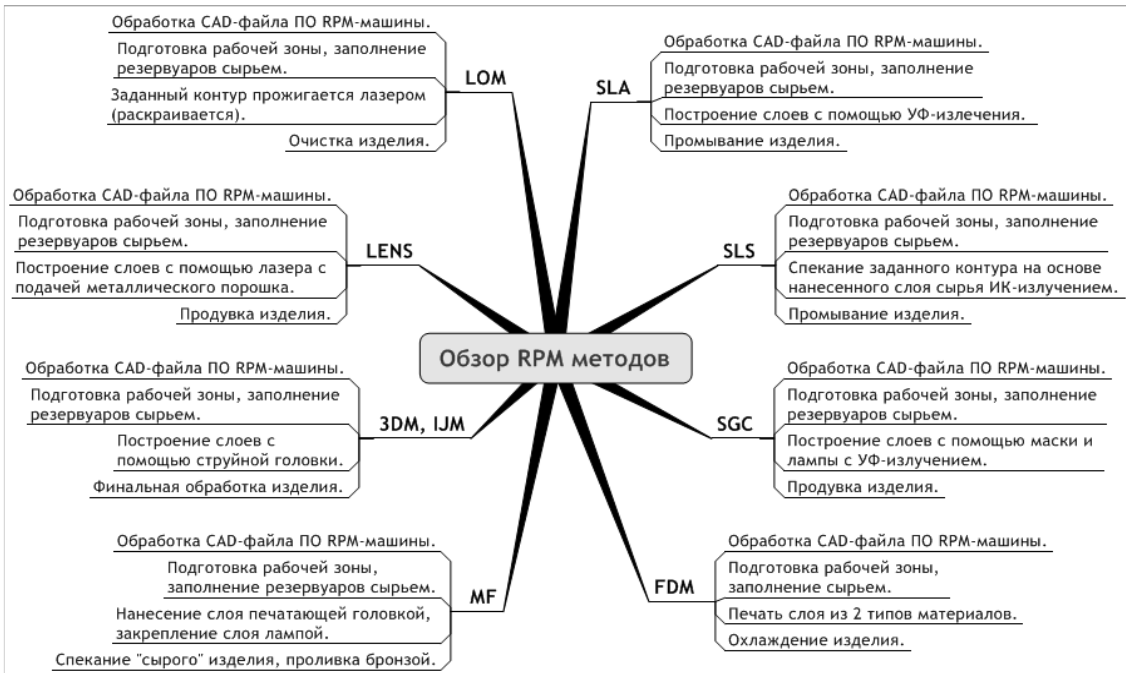 Обзор RPM методов
LOM
Обработка CAD-файла ПО RPM-машины.
Подготовка рабочей зоны, заполнение
резервуаров сырьем.
Заданный контур прожигается лазером
(раскраивается).
Очистка изделия.
LENS
Обработка CAD-файла ПО RPM-машины.
Подготовка рабочей зоны, заполнение
резервуаров сырьем.
Построение слоев с помощью лазера с
подачей металлического порошка.
Продувка изделия.
3DM, IJM
Обработка CAD-файла ПО RPM-машины.
Подготовка рабочей зоны, заполнение
резервуаров сырьем.
Построение слоев с
помощью струйной головки.
Финальная обработка изделия.
MF
Обработка CAD-файла ПО RPM-машины.
Подготовка рабочей зоны,
заполнение резервуаров сырьем.
Нанесение слоя печатающей головкой,
закрепление слоя лампой.
Спекание "сырого" изделия, проливка бронзой.
SLA
Обработка CAD-файла ПО RPM-машины.
Подготовка рабочей зоны, заполнение
резервуаров сырьем.
Построение слоев с помощью УФ-излечения.
Промывание изделия.
SLS
Обработка CAD-файла ПО RPM-машины.
Подготовка рабочей зоны, заполнение
резервуаров сырьем.
Спекание заданного контура на основе
нанесенного слоя сырья ИК-излучением.
Промывание изделия.
SGC
Обработка CAD-файла ПО RPM-машины.
Подготовка рабочей зоны, заполнение
резервуаров сырьем.
Построение слоев с помощью маски и
лампы с УФ-излучением.
Продувка изделия.
FDM
Обработка CAD-файла ПО RPM-машины.
Подготовка рабочей зоны,
заполнение сырьем.
Печать слоя из 2 типов материалов.
Охлаждение изделия.